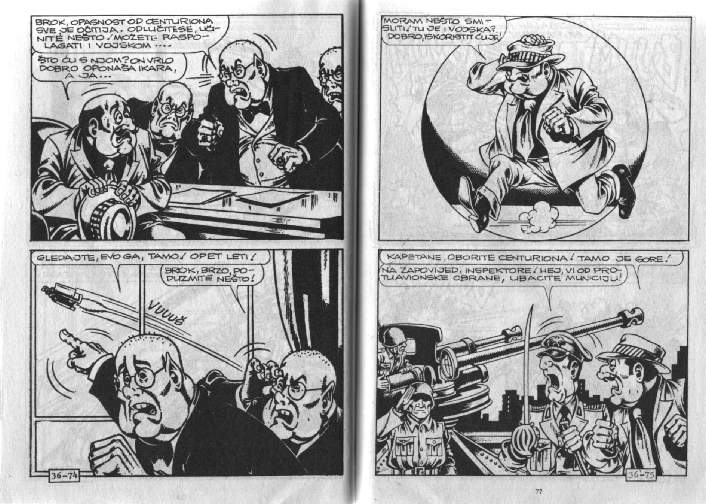 BROK, OPASNOST OD CENTURIONA
SVE JE OČITIJA. ODLUČITE SE, UČI-
NITE NEŠTO! MOŽETE RASPO-
LAGATI I VOJSKOM ....
ŠTO ĆU S NJOM? ON VRLO
DOBRO OPONAŠA IKARA,
A JA...
GLEDAJTE, EVO GA, TAMO! OPET LETI!
BROK, BRZO, PO-
DUZMITE NEŠTO!
VUUUŠ
36-74
MORAM NEŠTO SMI-
SLITI, TU JE I VOJSKA?
DOBRO, ISKORISTIT ĆU JE!
KAPETANE, OBORITE CENTURIONA! TAMO JE GORE!
NA ZAPOVIJED, INSPEKTORE! HEJ, VI OD PRO-
TUAVIONSKE OBRANE, UBACITE MUNICIJU!
36-75
77